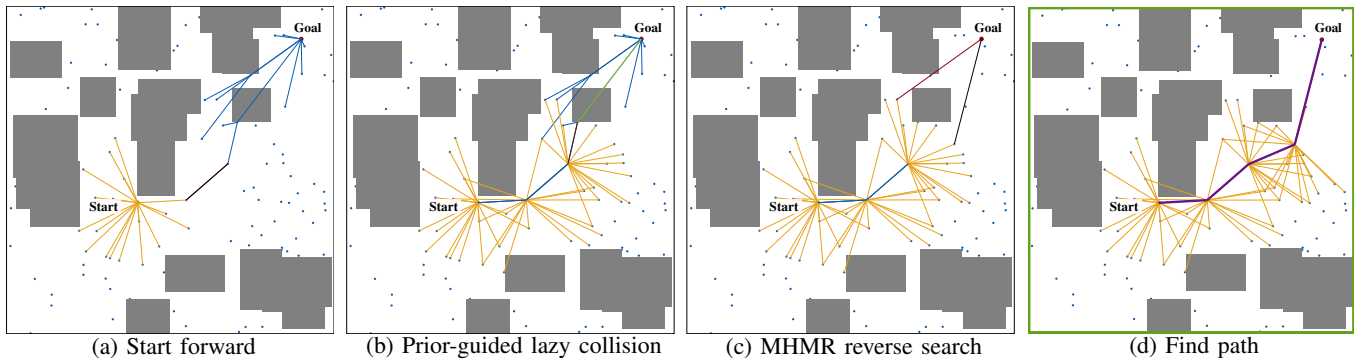 Goal
Start
(a) Start forward
Goal
Start
(b) Prior-guided lazy collision
Goal
Start
(c) MHMR reverse search
Goal
Start
(d) Find path